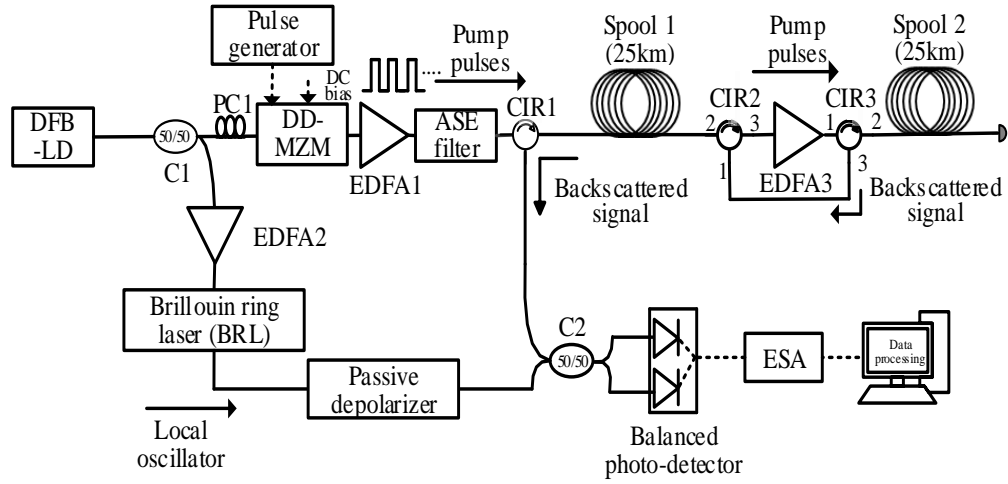 Pulse
generator
DC
bias
Pump
pulses
Spool 1
(25km)
Pump
pulses
Spool 2
(25km)
DFB
-LD
50/50
C1
PC1
DD-
MZM
EDFA1
ASE
filter
CIR1
CIR2
2
3
1
EDFA3
CIR3
1
2
3
Backscattered
signal
Backscattered
signal
EDFA2
Brillouin ring
laser (BRL)
Passive
depolarizer
Local
oscillator
C2
50/50
Balanced
photo-detector
ESA
Data
processing